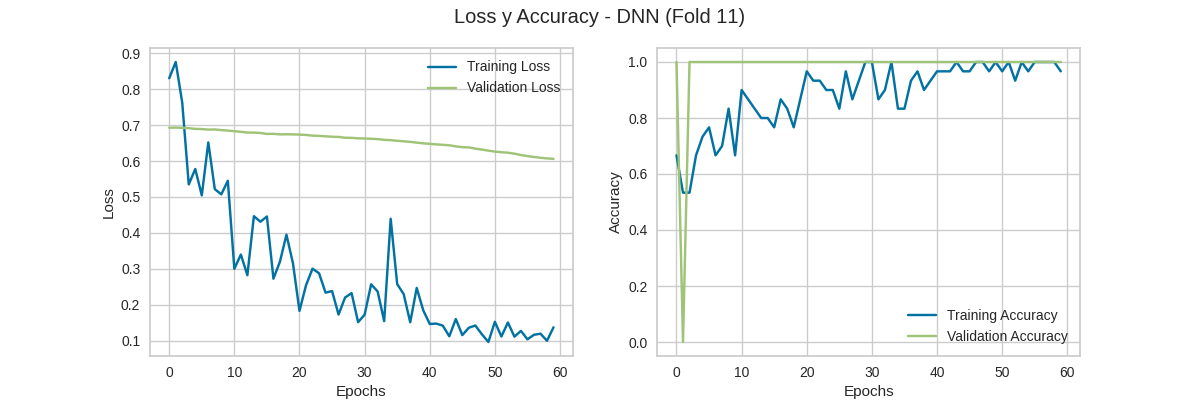 Loss y Accuracy - DNN (Fold 11)
0.9
0.8
0.7
0.6
0.5
0.4
0.3
0.2
0.1
Loss
0 10 20 30 40 50 60
Epochs
Training Loss
Validation Loss
1.0
0.8
0.6
0.4
0.2
0.0
Accuracy
0 10 20 30 40 50 60
Epochs
Training Accuracy
Validation Accuracy